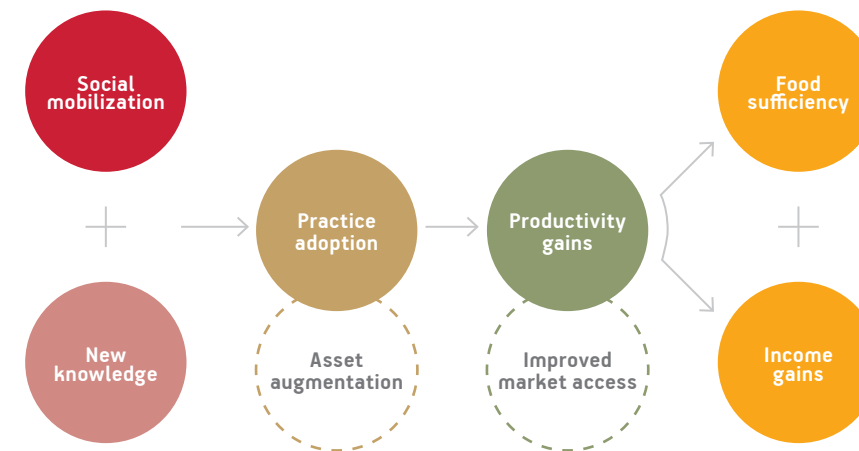 Social
mobilization
Food
sufficiency
Practice
adoption
Productivity
gains
New
knowledge
Asset
augmentation
Improved
market access
Income
gains